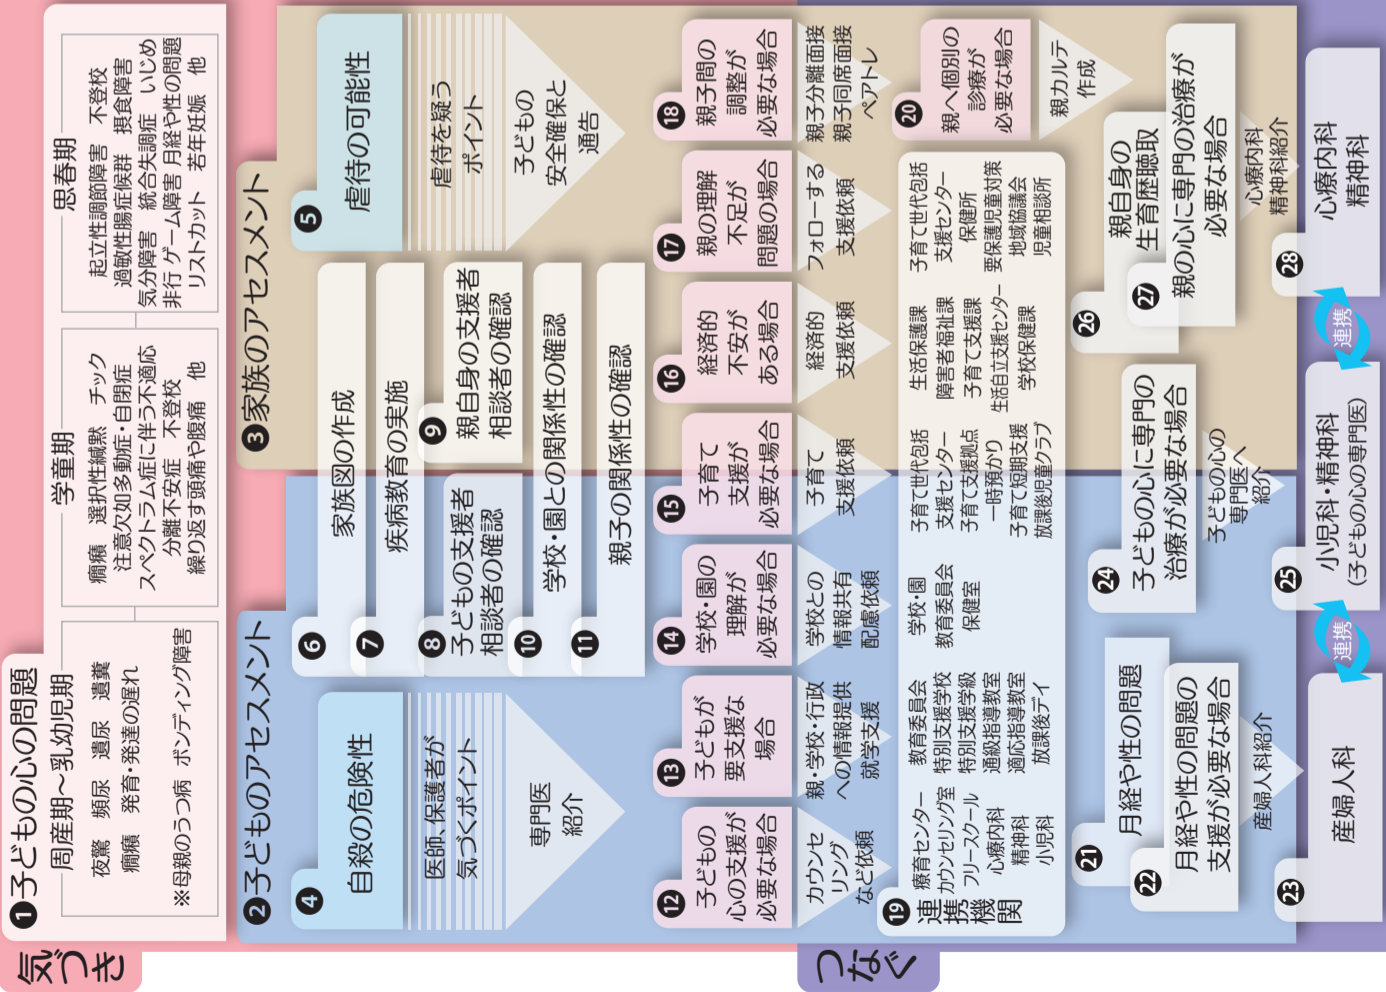 気づき
❶子どもの心の問題
周産期～乳幼児期
夜驚　頻尿　遺尿　遺糞
癇癪　発育・発達の遅れ
※母親のうつ病　ボンディング障害
学童期
癇癪　選択性緘黙　チック
注意欠如多動症・自閉症
スペクトラム症に伴う不適応
分離不安症　不登校
繰り返す頭痛や腹痛　他
思春期
起立性調節障害　不登校
過敏性腸症候群　摂食障害
気分障害　統合失調症　いじめ
非行 ゲーム障害 月経や性の問題
リストカット　若年妊娠　他
❷子どものアセスメント
❸家族のアセスメント
❹
自殺の危険性
医師、保護者が
気づくポイント
専門医
紹介
❺
虐待の可能性
虐待を疑う
ポイント
子どもの
安全確保と
通告
❻
家族図の作成
❼
疾病教育の実施
❽
子どもの支援者
相談者の確認
❾
親自身の支援者
相談者の確認
❿
学校・園との関係性の確認
⓫
親子の関係性の確認
⓬
子どもの
心の支援が
必要な場合
⓭
子どもが
要支援な
場合
⓮
学校・園の
理解が
必要な場合
⓯
子育て
支援が
必要な場合
⓰
経済的
不安が
ある場合
⓱
親の理解
不足が
問題の場合
⓲
親子間の
調整が
必要な場合
つなぐ
カウンセ
リング
など依頼
親・学校・行政
への情報提供
就学支援
学校との
情報共有
配慮依頼
子育て
支援依頼
経済的
支援依頼
フォローする
支援依頼
親子分離面接
親子同席面接
ペアトレ
⓳
連携機関
療育センター
カウンセリング室
フリースクール
心療内科
精神科
小児科
教育委員会
特別支援学校
特別支援学級
通級指導教室
適応指導教室
放課後デイ
学校・園
教育委員会
保健室
子育て世代包括
支援センター
子育て支援拠点
一時預かり
子育て短期支援
放課後児童クラブ
生活保護課
障害者福祉課
子育て支援課
生活自立支援センター
学校保健課
子育て世代包括
支援センター
保健所
要保護児童対策
地域協議会
児童相談所
⓴
親へ個別の
診療が
必要な場合
親カルテ
作成
㉑
月経や性の問題
㉒
月経や性の問題の
支援が必要な場合
産婦人科紹介
㉓
産婦人科
㉔
子どもの心に専門の
治療が必要な場合
子どもの心の
専門医へ
紹介
㉕
小児科・精神科
（子どもの心の専門医）
㉖
親自身の
生育歴聴取
㉗
親の心に専門の治療が
必要な場合
心療内科
精神科紹介
㉘
心療内科
精神科
連携
連携